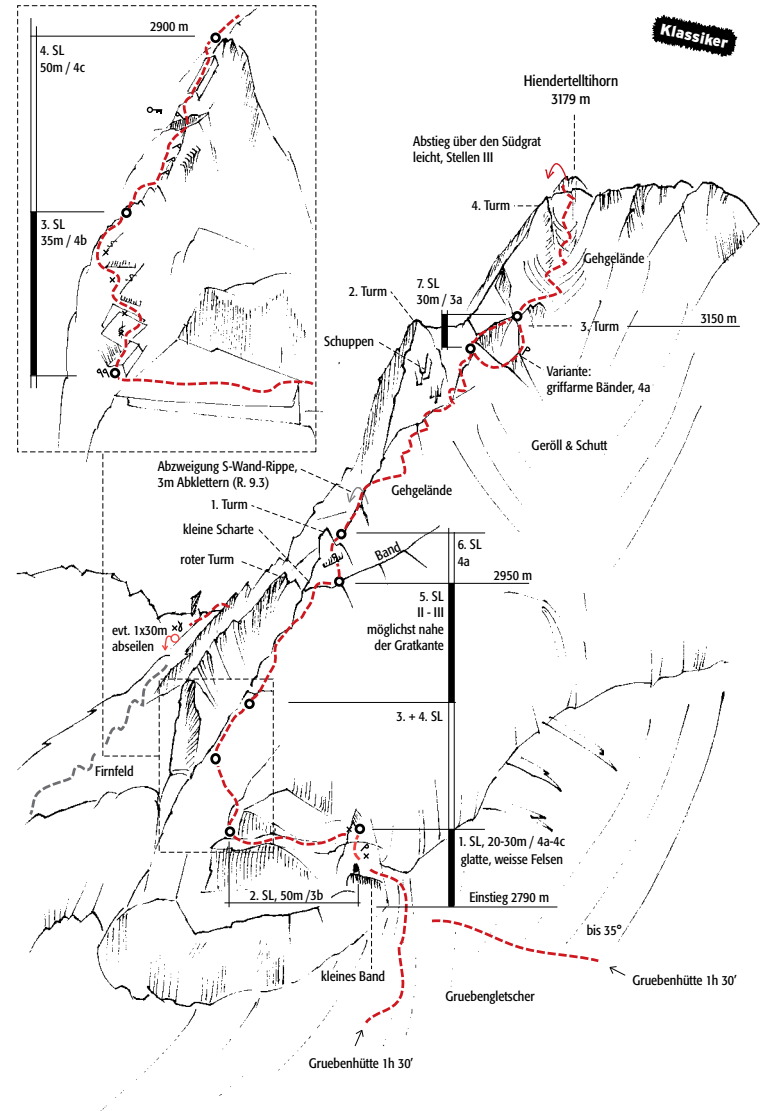 2900 m
4. SL
50m / 4c
3. SL
35m / 4b
Klassiker
Hiendertelltihorn
3179 m
Abstieg über den Südgrat
leicht, Stellen III
4. Turm
Gehgelände
7. SL
30m / 3a
2. Turm
3. Turm
3150 m
Schuppen
Variante:
griffarme Bänder, 4a
Geröll & Schutt
Abzweigung S-Wand-Rippe,
3m Abklettern (R. 9.3)
Gehgelände
1. Turm
kleine Scharte
Band
6. SL
4a
roter Turm
2950 m
5. SL
II - III
möglichst nahe
der Gratkante
evt. 1x30m
abseilen
3. + 4. SL
Firnfeld
1. SL, 20-30m / 4a-4c
glatte, weisse Felsen
2. SL, 50m /3b
Einstieg 2790 m
bis 35°
kleines Band
Gruebenhütte 1h 30'
Gruebengletscher
Gruebenhütte 1h 30'